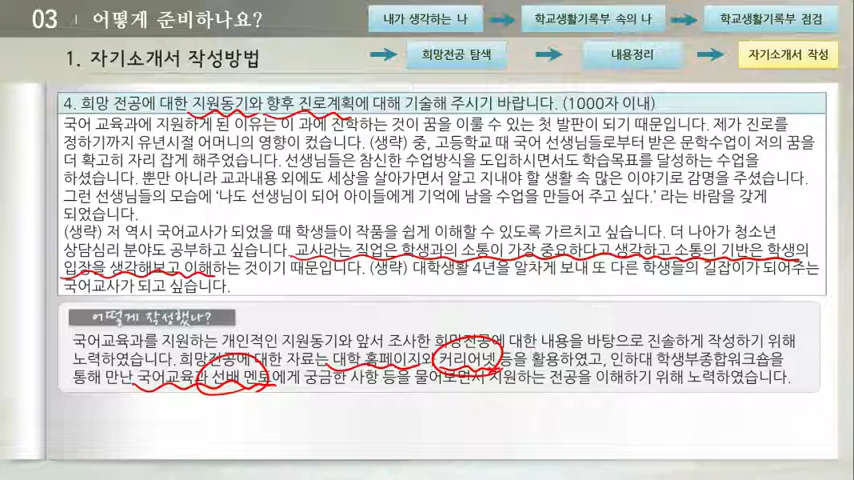 03 | 어떻게 준비하나요?
내가 생각하는 나
학교생활기록부 속의 나
학교생활기록부 점검
1. 자기소개서 작성방법
희망전공 탐색
내용정리
자기소개서 작성
4. 희망 전공에 대한 지원동기와 향후 진로계획에 대해 기술해 주시기 바랍니다. (1000자 이내)
국어 교육과에 지원하게 된 이유는 이 과에 진학하는 것이 꿈을 이룰 수 있는 첫 발판이 되기 때문입니다. 제가 진로를
정하기까지 유년시절 어머니의 영향이 컸습니다. (생략) 중, 고등학교 때 국어 선생님들로부터 받은 문학수업이 저의 꿈을
더 확고히 자리 잡게 해주었습니다. 선생님들은 참신한 수업방식을 도입하시면서도 학습목표를 달성하는 수업을
하셨습니다. 뿐만 아니라 교과내용 외에도 세상을 살아가면서 알고 지내야 할 생활 속 많은 이야기로 감명을 주셨습니다.
그런 선생님들의 모습에 ‘나도 선생님이 되어 아이들에게 기억에 남을 수업을 만들어 주고 싶다.’ 라는 바람을 갖게
되었습니다.
(생략) 저 역시 국어교사가 되었을 때 학생들이 작품을 쉽게 이해할 수 있도록 가르치고 싶습니다. 더 나아가 청소년
상담심리 분야도 공부하고 싶습니다. 교사라는 직업은 학생과의 소통이 가장 중요하다고 생각하고 소통의 기반은 학생의
입장을 생각해보고 이해하는 것이기 때문입니다. (생략) 대학생활 4년을 알차게 보내 또 다른 학생들의 길잡이가 되어주는
국어교사가 되고 싶습니다.
어떻게 작성했나?
국어교육과를 지원하는 개인적인 지원동기와 앞서 조사한 희망전공에 대한 내용을 바탕으로 진솔하게 작성하기 위해
노력하였습니다. 희망전공에 대한 자료는 대학 홈페이지와 커리어넷 등을 활용하였고, 인하대 학생부종합워크숍을
통해 만난 국어교육과 선배 멘토에게 궁금한 사항 등을 물어보면서 지원하는 전공을 이해하기 위해 노력하였습니다.